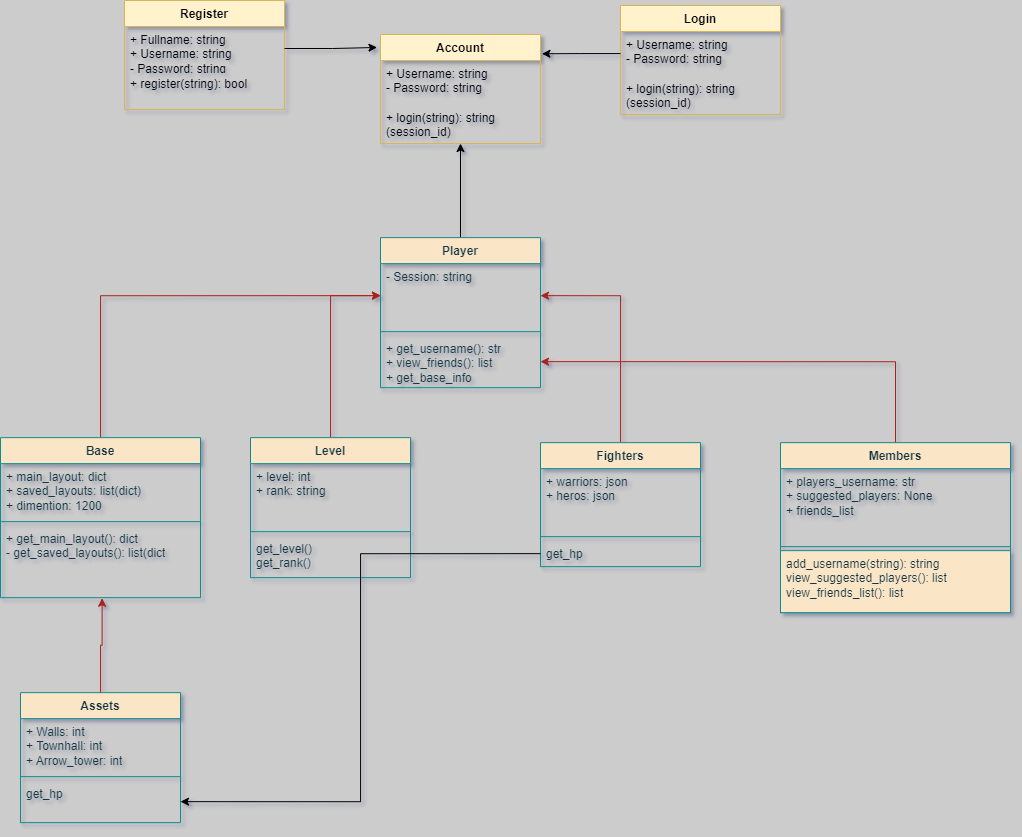 Register
+ Fullname: string
+ Username: string
- Password: string
+ register(string): bool
Account
+ Username: string
- Password: string
+ login(string): string
(session_id)
Login
+ Username: string
- Password: string
+ login(string): string
(session_id)
Player
- Session: string
+ get_username(): str
+ view_friends(): list
+ get_base_info
Base
+ main_layout: dict
+ saved_layouts: list(dict)
+ dimention: 1200
+ get_main_layout(): dict
- get_saved_layouts(): list(dict
Level
+ level: int
+ rank: string
get_level()
get_rank()
Fighters
+ warriors: json
+ heros: json
get_hp
Members
+ players_username: str
+ suggested_players: None
+ friends_list
add_username(string): string
view_suggested_players(): list
view_friends_list(): list
Assets
+ Walls: int
+ Townhall: int
+ Arrow_tower: int
get_hp